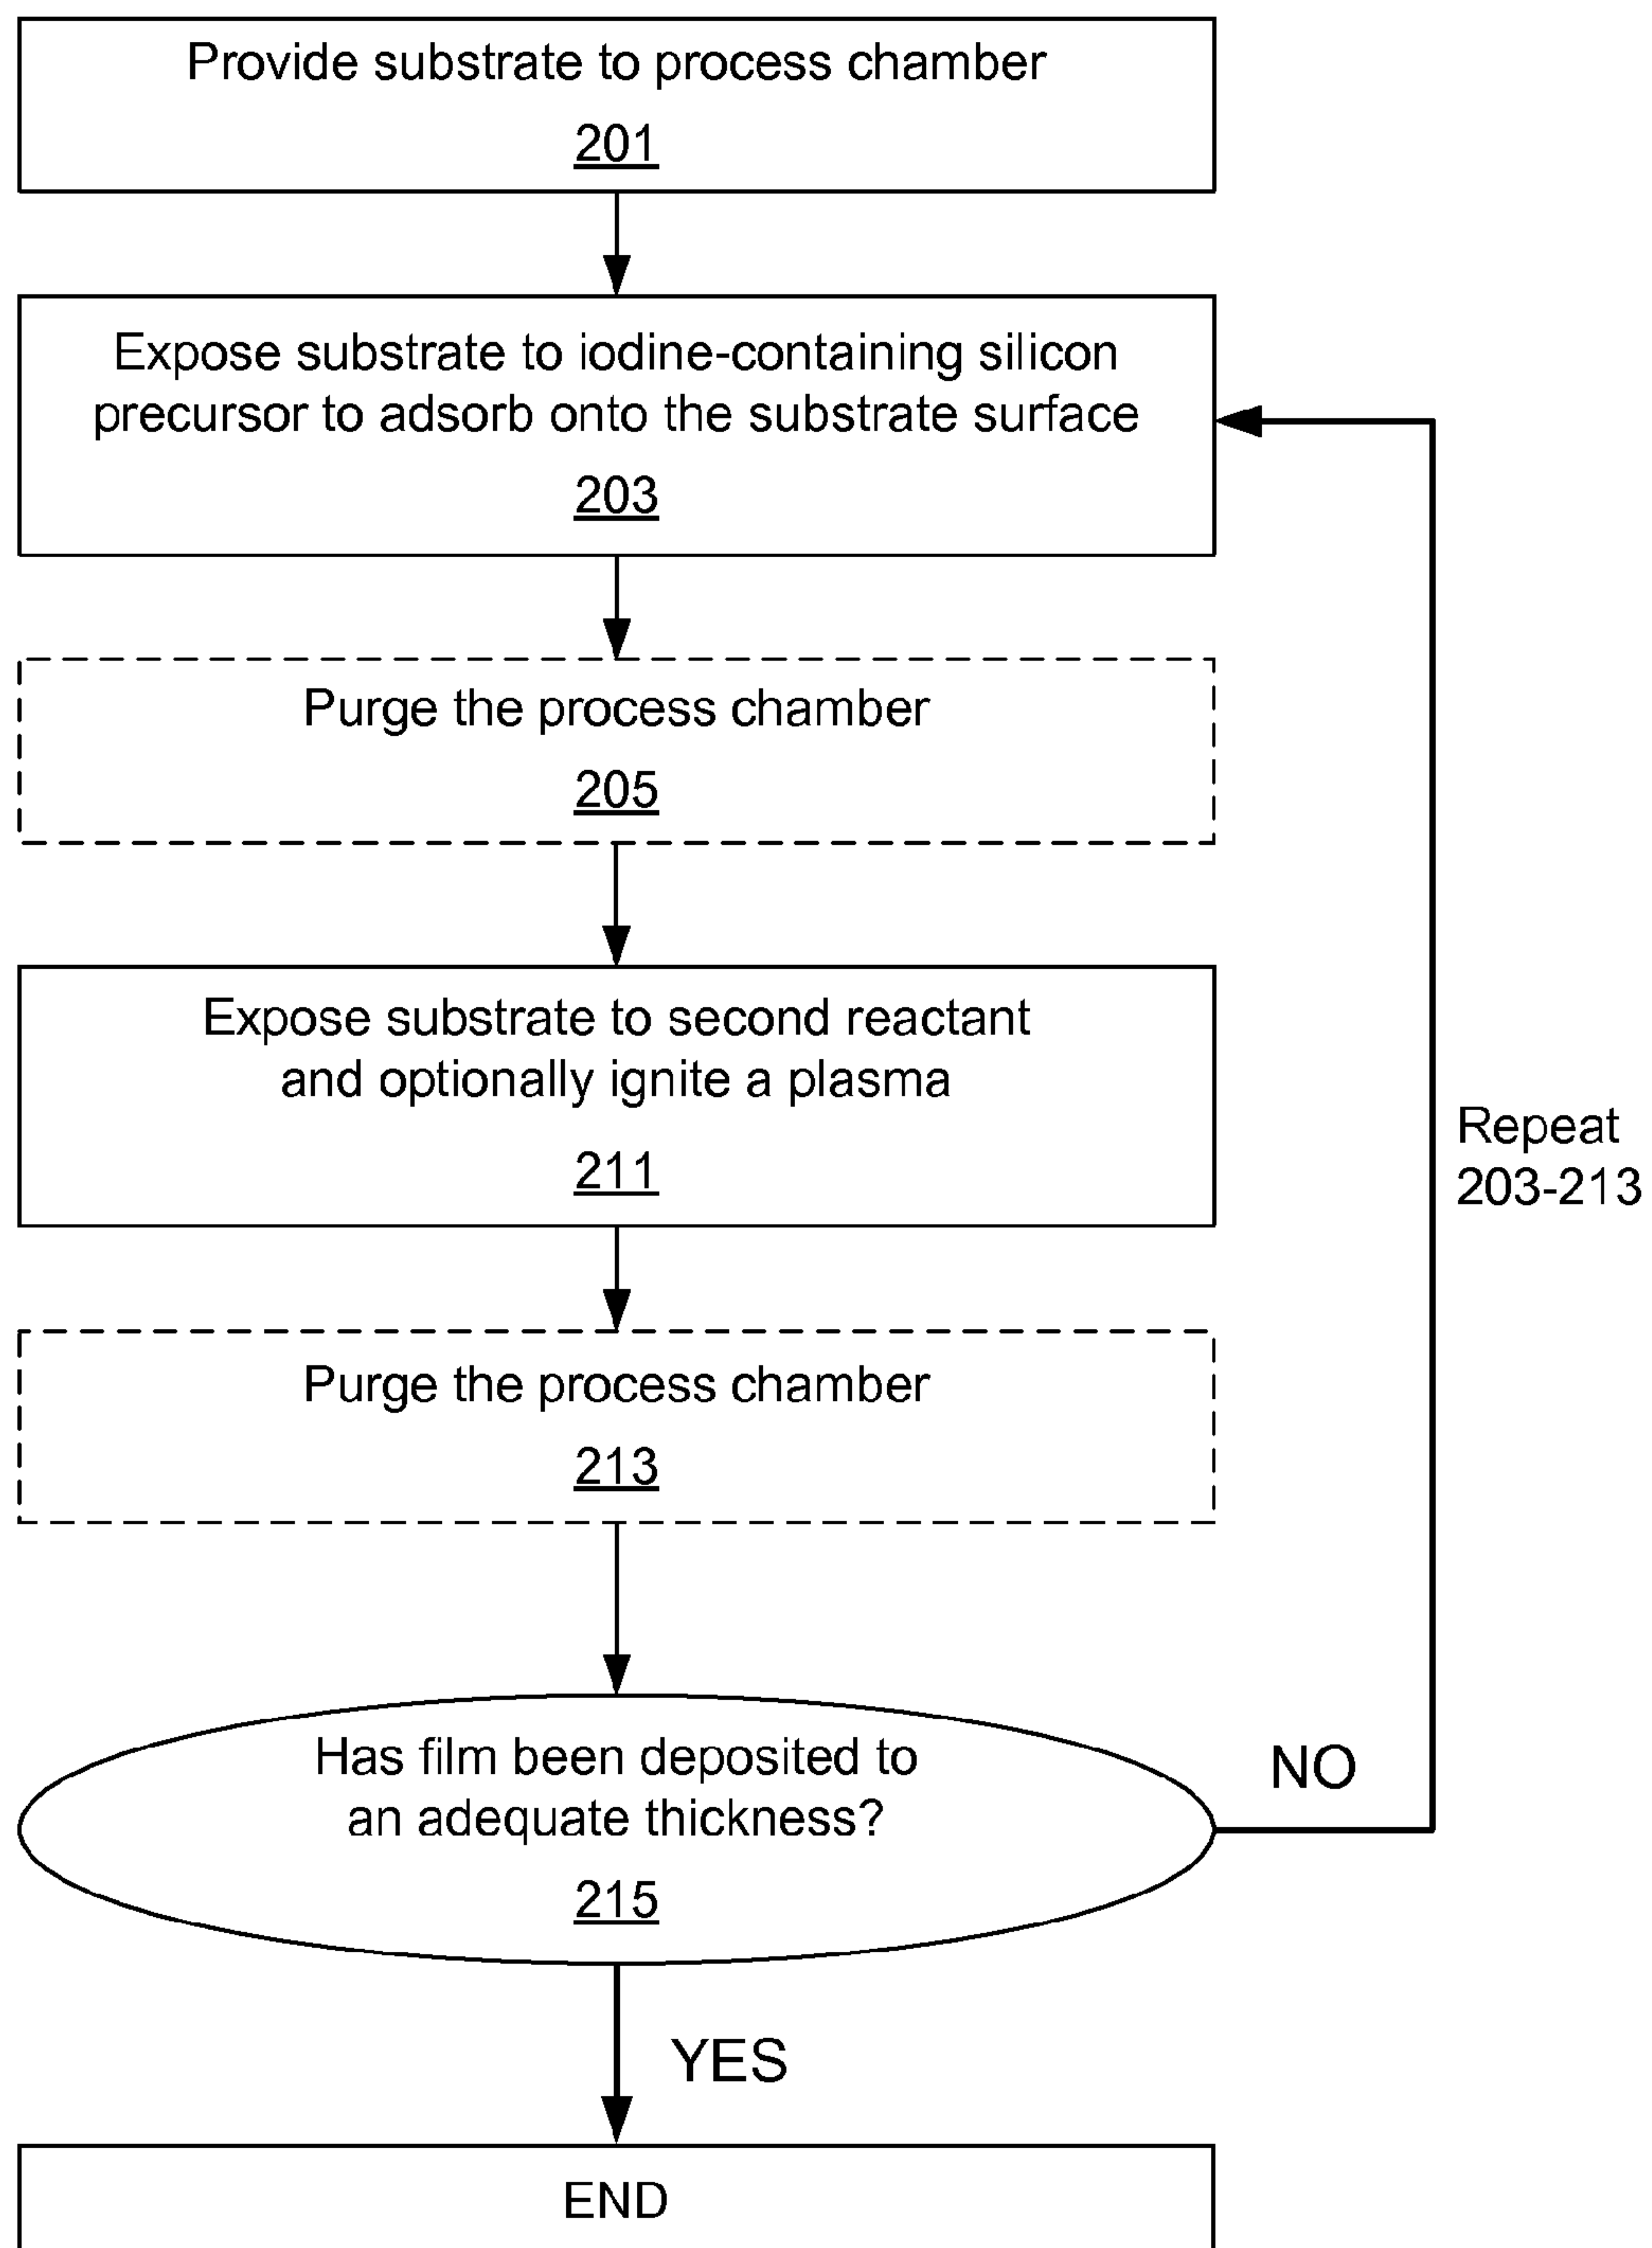 Provide substrate to process chamber
201
Expose substrate to iodine-containing silicon
precursor to adsorb onto the substrate surface
203
Purge the process chamber
205
Expose substrate to second reactant
and optionally ignite a plasma
211
Repeat
203-213
Purge the process chamber
213
Has film been deposited to
an adequate thickness?
215
NO
YES
END